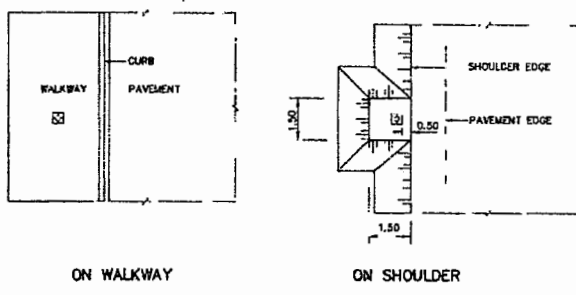 CURB
WALKWAY
PAVEMENT
SHOULDER EDGE
PAVEMENT EDGE
1.50
0.50
1.50
ON WALKWAY
ON SHOULDER